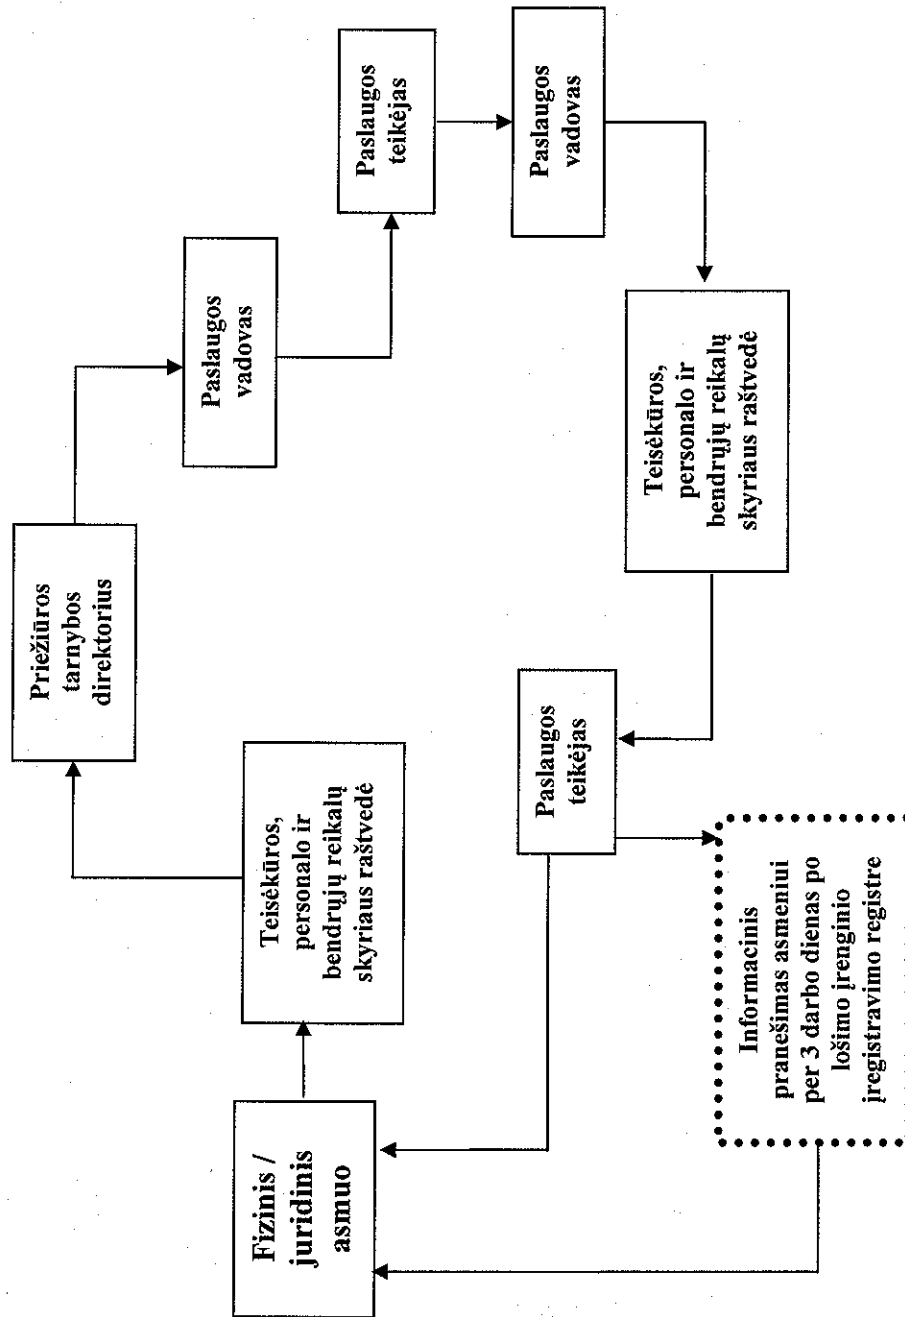 Fizinis /
juridinis
asmuo
Teisėkūros,
personalo ir
bendrųjų reikalų
skyriaus raštvedė
Priežiūros
tarnybos
direktorius
Paslaugos
vadovas
Paslaugos
teikėjas
Paslaugos
vadovas
Teisėkūros,
personalo ir
bendrųjų reikalų
skyriaus raštvedė
Paslaugos
teikėjas
Informacinis
pranešimas asmeniui
per 3 darbo dienas po
lošimo įrenginio
įregistravimo registre